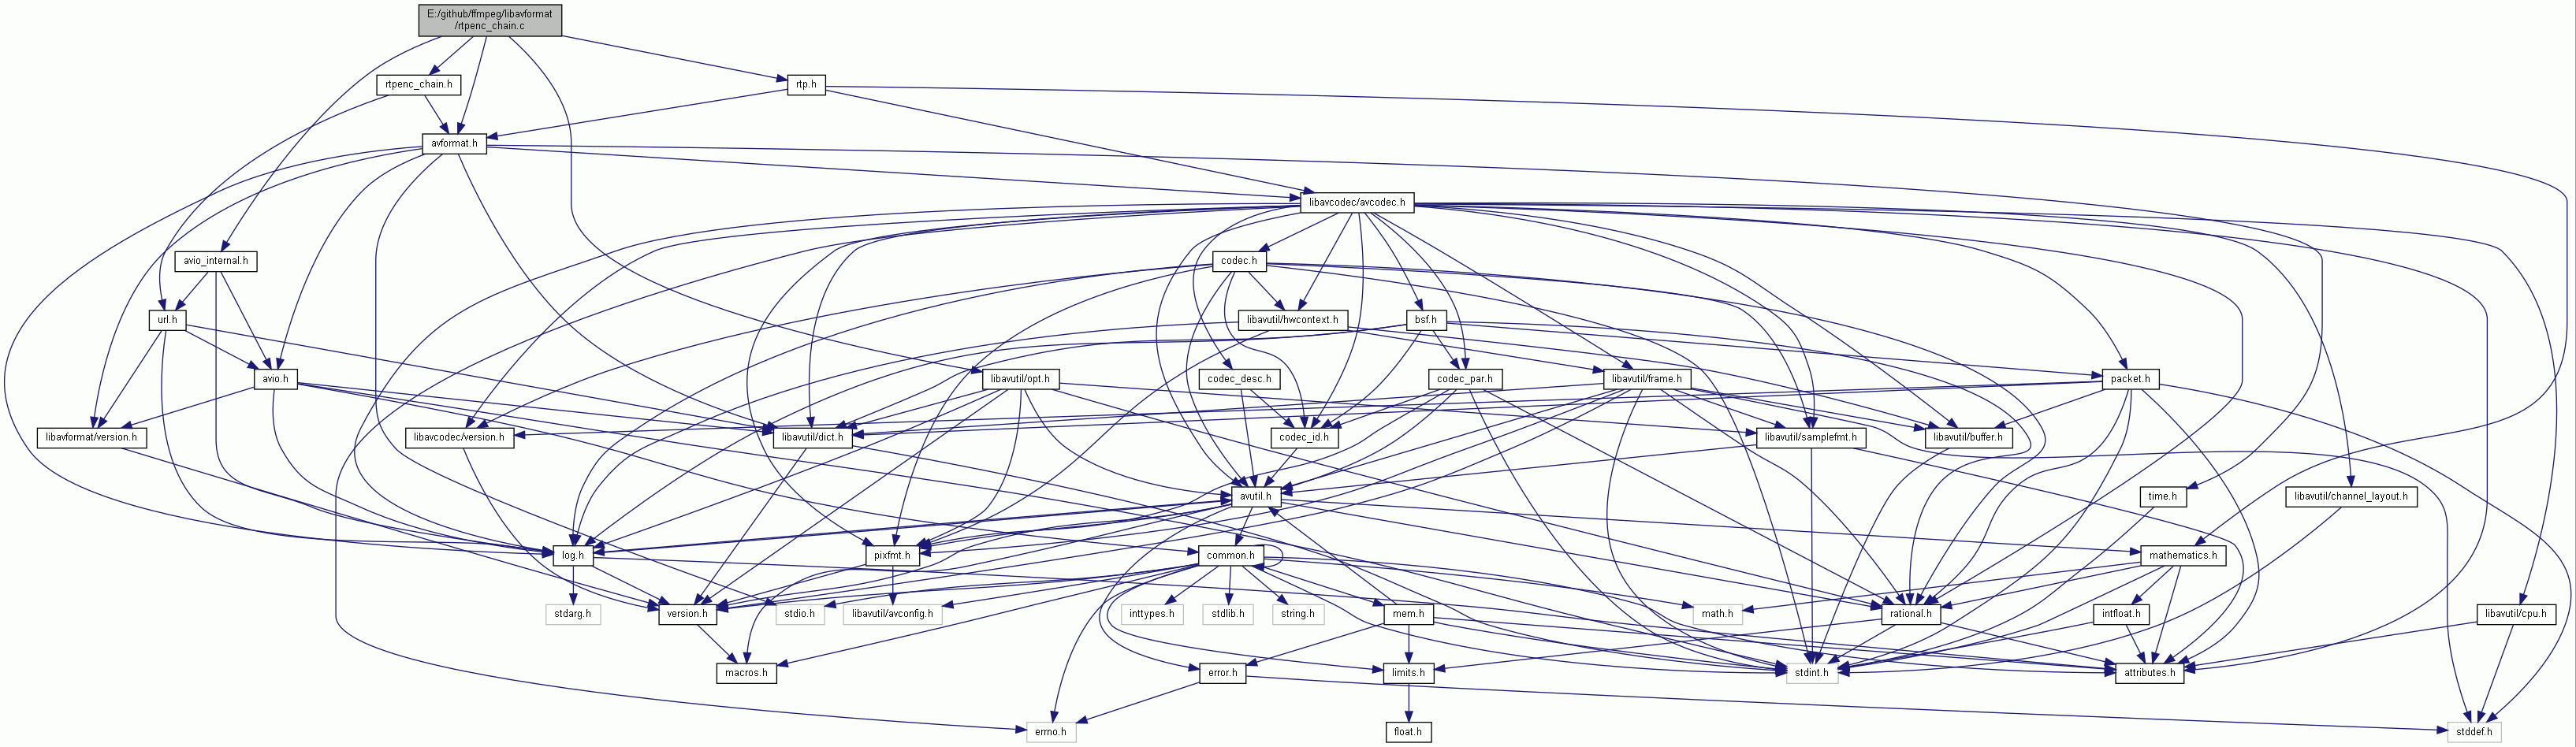 E:/github/ffmpeg/libavformat
/rtpenc_chain.c
rtpenc_chain.h
rtp.h
avformat.h
libavcodec/avcodec.h
avio_internal.h
codec.h
url.h
libavutil/hwcontext.h
bsf.h
avio.h
libavutil/opt.h
codec_desc.h
codec_par.h
libavutil/frame.h
packet.h
libavformat/version.h
libavcodec/version.h
libavutil/dict.h
codec_id.h
libavutil/samplefmt.h
libavutil/buffer.h
avutil.h
time.h
libavutil/channel_layout.h
log.h
pixfmt.h
common.h
mathematics.h
stdarg.h
version.h
stdio.h
libavutil/avconfig.h
inttypes.h
stdlib.h
string.h
mem.h
math.h
rational.h
intfloat.h
libavutil/cpu.h
macros.h
error.h
limits.h
stdint.h
attributes.h
errno.h
float.h
stddef.h